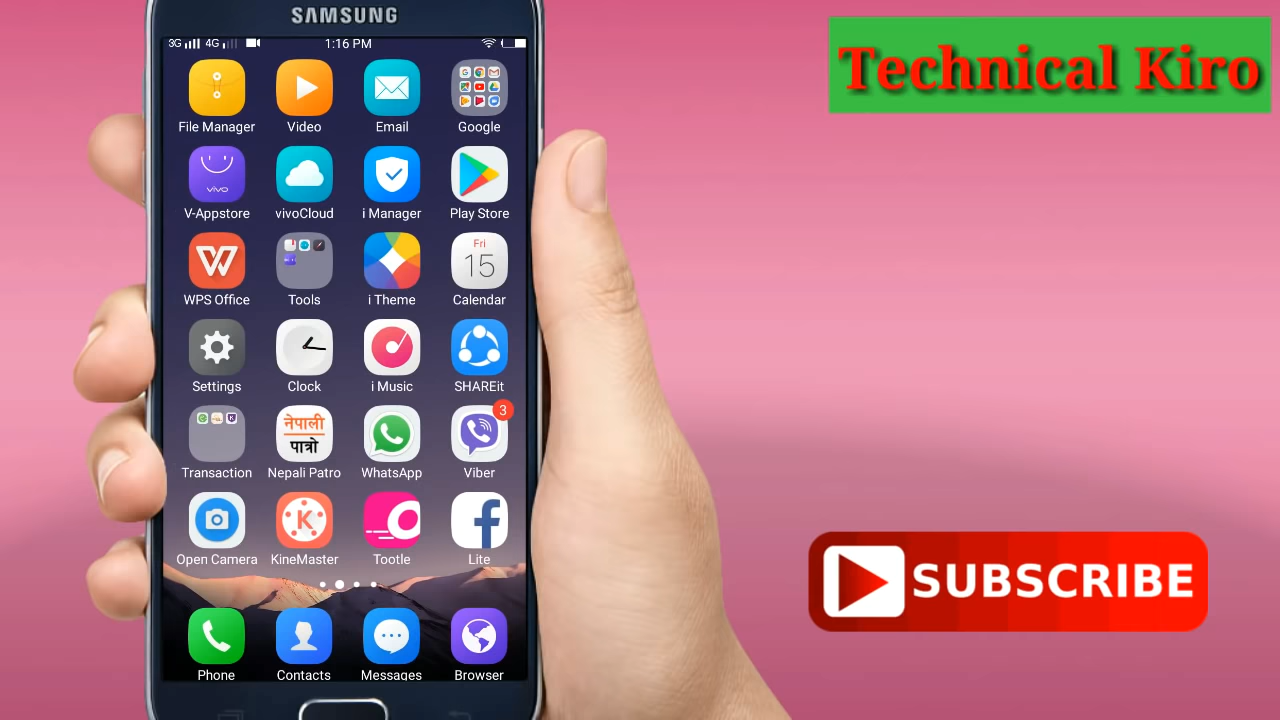 SAMSUNG
3G 4G 1:16 PM
Technical Kiro
File Manager Video Email Google
vivo
V-Appstore vivoCloud i Manager Play Store
Fri
15
WPS Office Tools i Theme Calendar
Settings Clock i Music SHAREit
3
नेपाली
पात्रो
Transaction Nepali Patro WhatsApp Viber
K
Open Camera KineMaster Tootle Lite
SUBSCRIBE
Phone Contacts Messages Browser